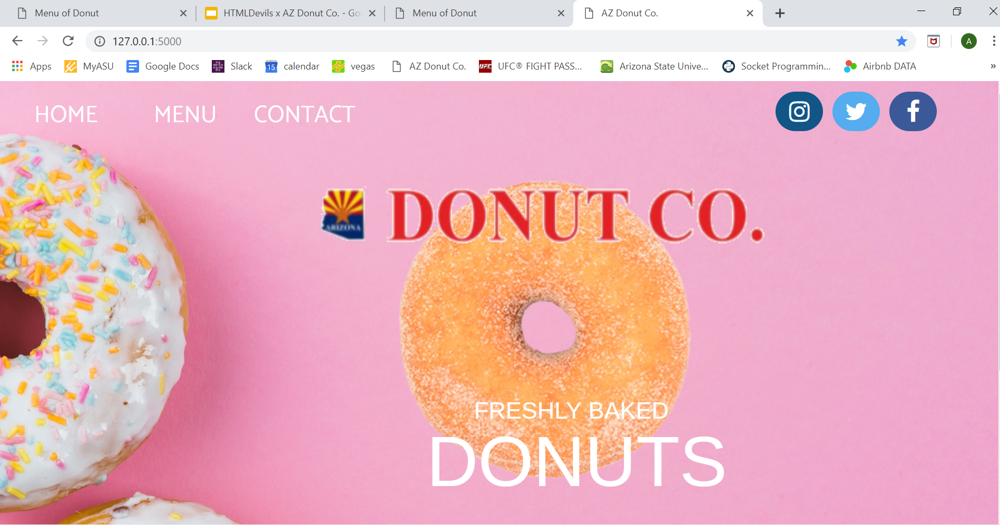 Menu of Donut
HTMLDevils x AZ Donut Co. - Go
Menu of Donut
AZ Donut Co.
127.0.0.1:5000
A
Apps
MyASU
Google Docs
Slack
15
calendar
vegas
AZ Donut Co.
UFC
UFC® FIGHT PASS...
Arizona State Unive...
Socket Programmin...
Airbnb DATA
»
HOME
MENU
CONTACT
ARIZONA
DONUT CO.
FRESHLY BAKED
DONUTS